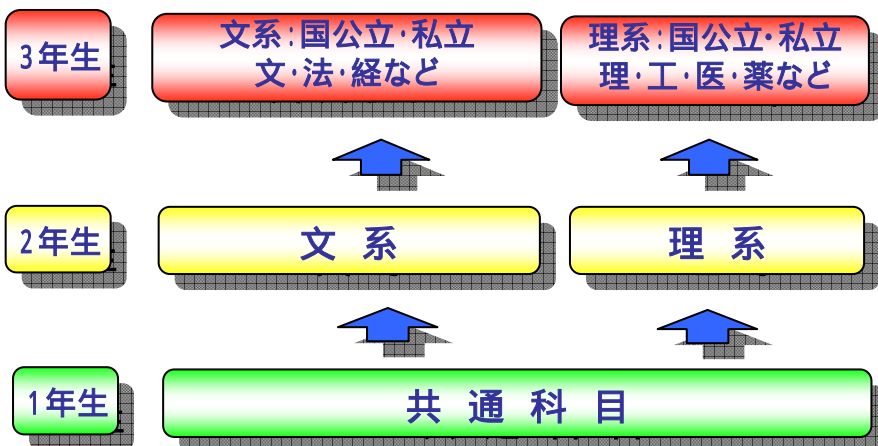 3年生
文系:国公立・私立
文・法・経など
理系:国公立・私立
理・工・医・薬など
2年生
文系
理系
1年生
共通科目